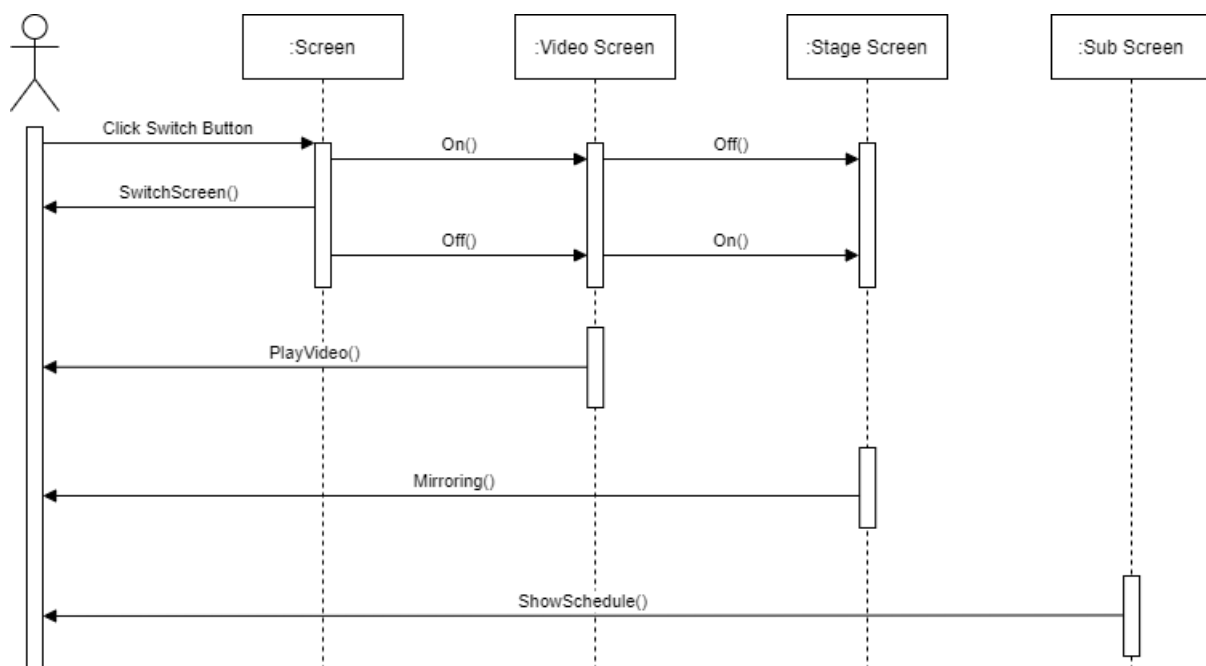 :Screen
:Video Screen
:Stage Screen
:Sub Screen
Click Switch Button
On()
Off()
SwitchScreen()
Off()
On()
PlayVideo()
Mirroring()
ShowSchedule()